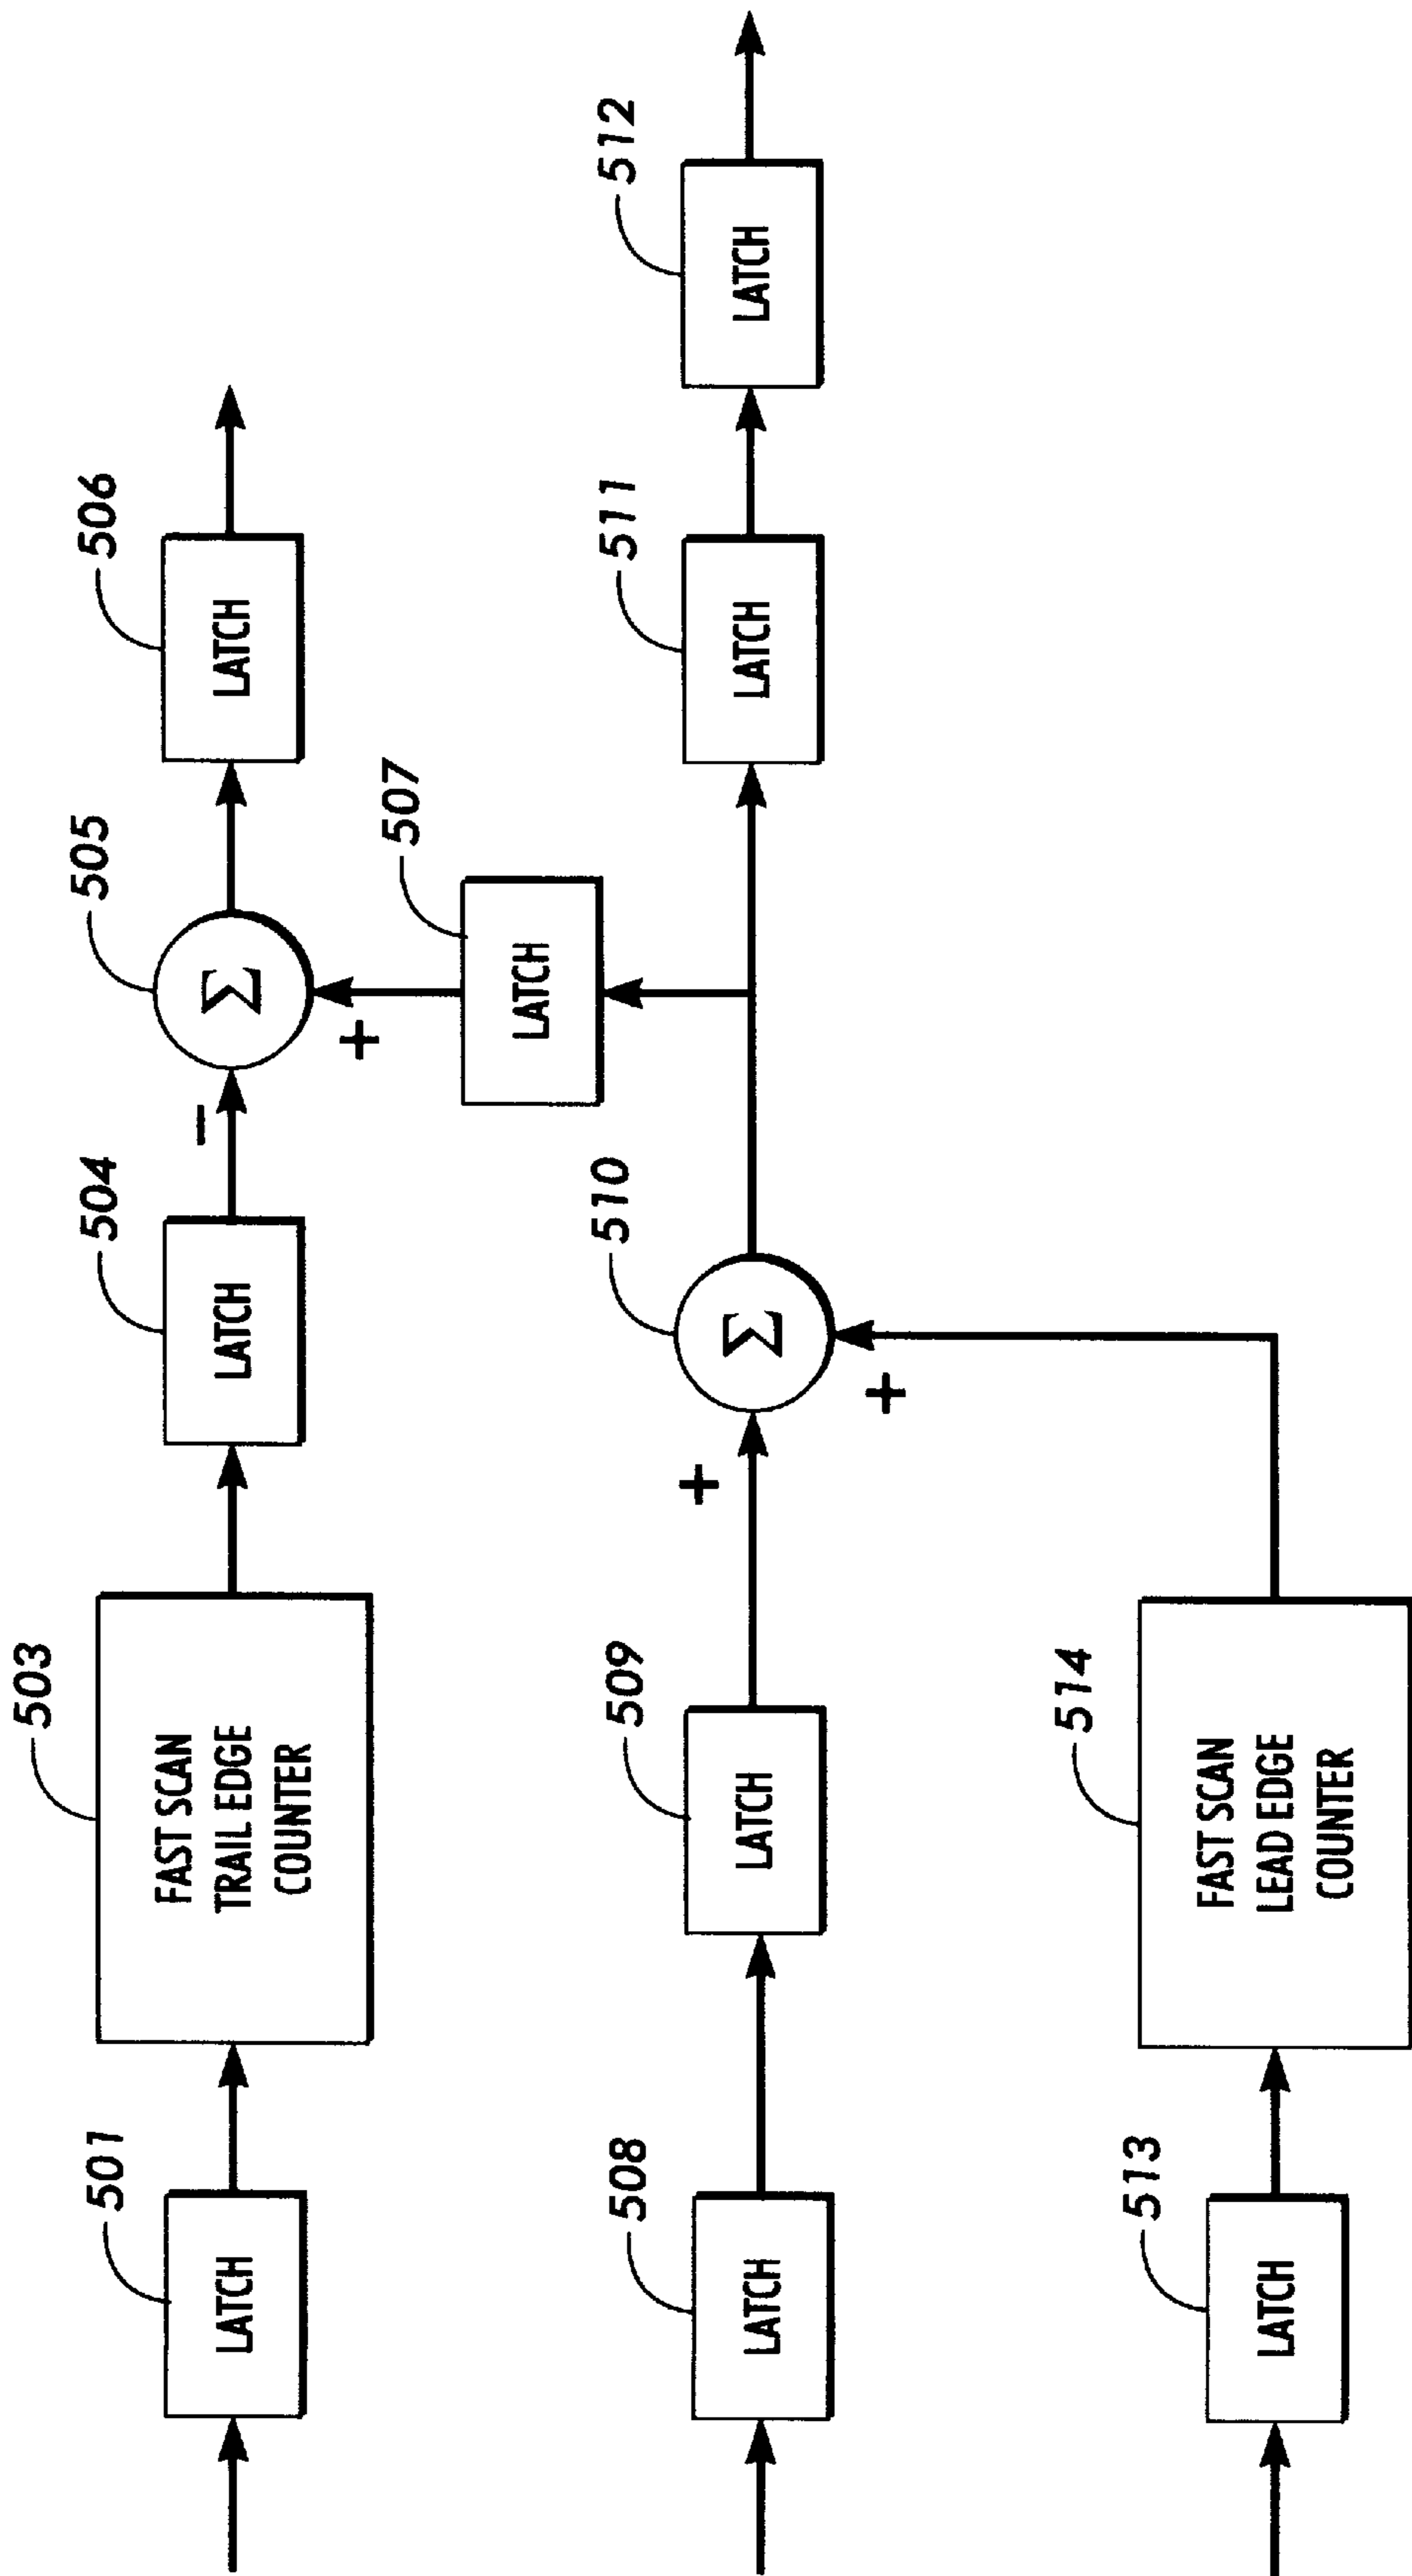 501
LATCH
503
FAST SCAN
TRAIL EDGE
COUNTER
504
LATCH
-
505
Σ
+
506
LATCH
507
LATCH
508
LATCH
509
LATCH
+
510
Σ
+
511
LATCH
512
LATCH
513
LATCH
514
FAST SCAN
LEAD EDGE
COUNTER